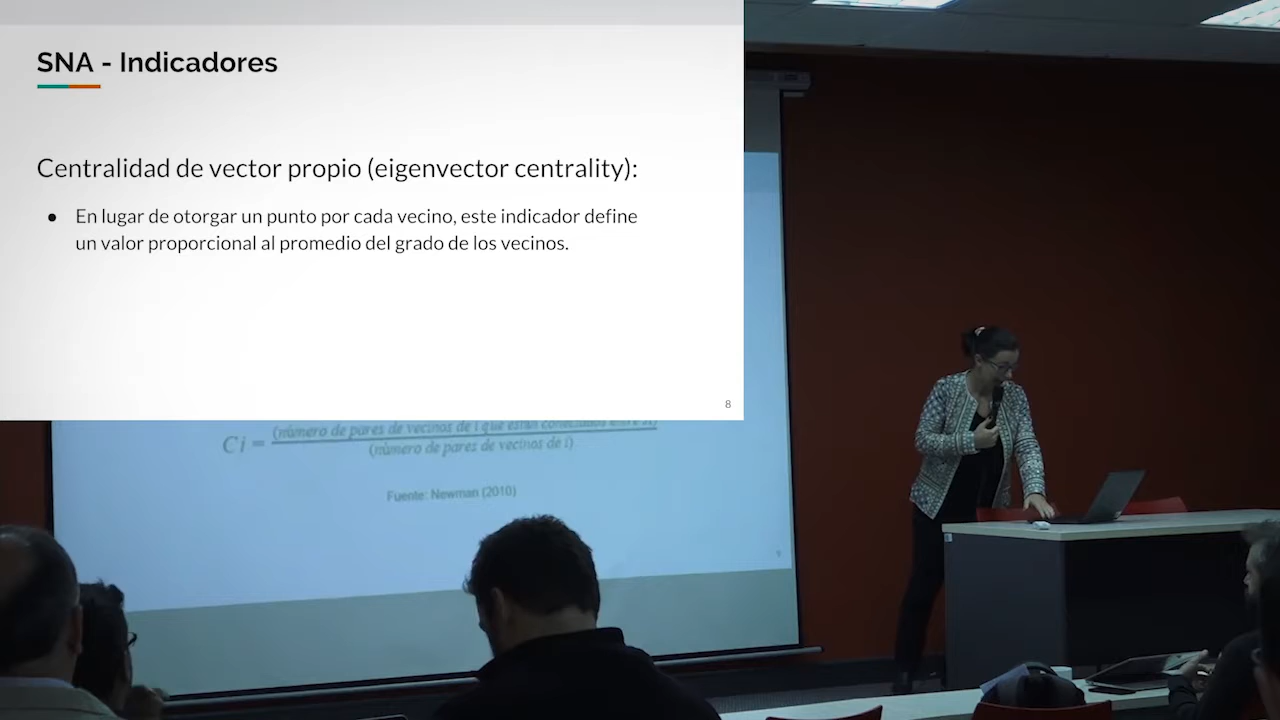 SNA - Indicadores
Centralidad de vector propio (eigenvector centrality):
● En lugar de otorgar un punto por cada vecino, este indicador define
un valor proporcional al promedio del grado de los vecinos.
8
Ci = (número de pares de vecinos de i que están conectados entre sí)
(número de pares de vecinos de i)
Fuente: Newman (2010)
9